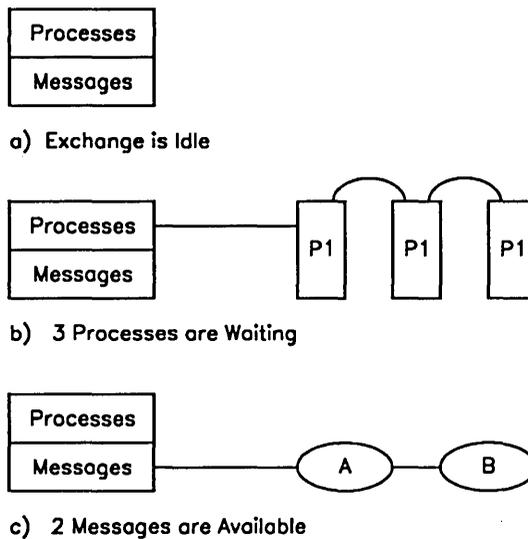 Processes
Messages
a) Exchange is Idle
Processes
Messages
P1 P1 P1
b) 3 Processes are Waiting
Processes
Messages
A B
c) 2 Messages are Available